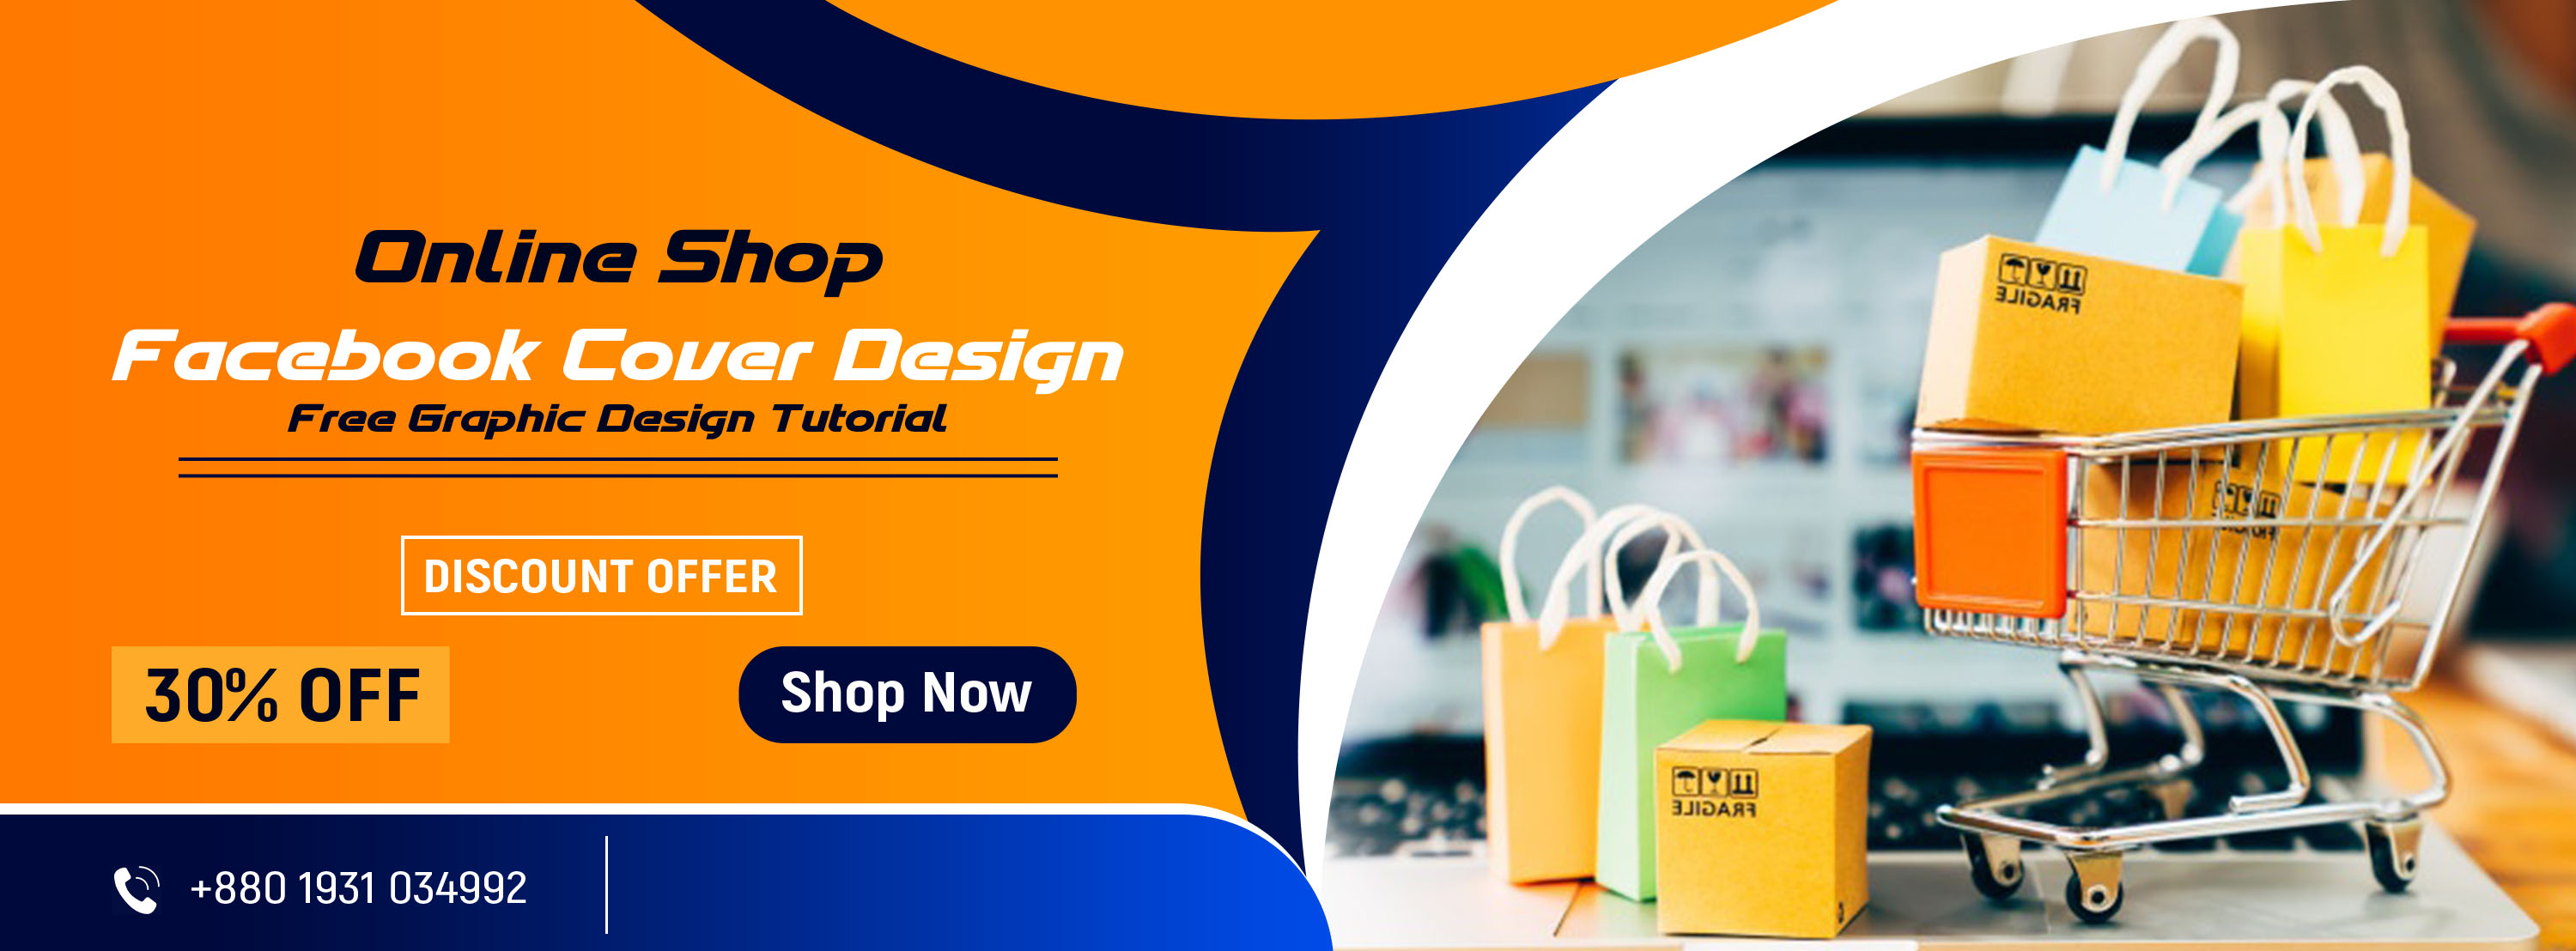 Online Shop
Facebook Cover Design
Free Graphic Design Tutorial
DISCOUNT OFFER
30% OFF
Shop Now
+880 1931 034992
FRAGILE
FRAGILE
FRAGILE